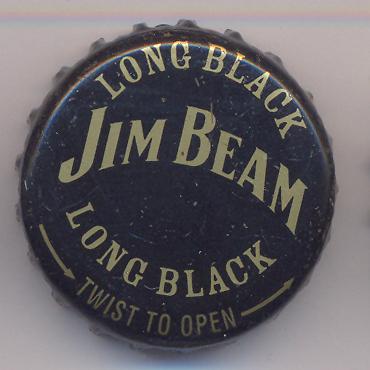 LONG BLACK
JIM BEAM
LONG BLACK
TWIST TO OPEN